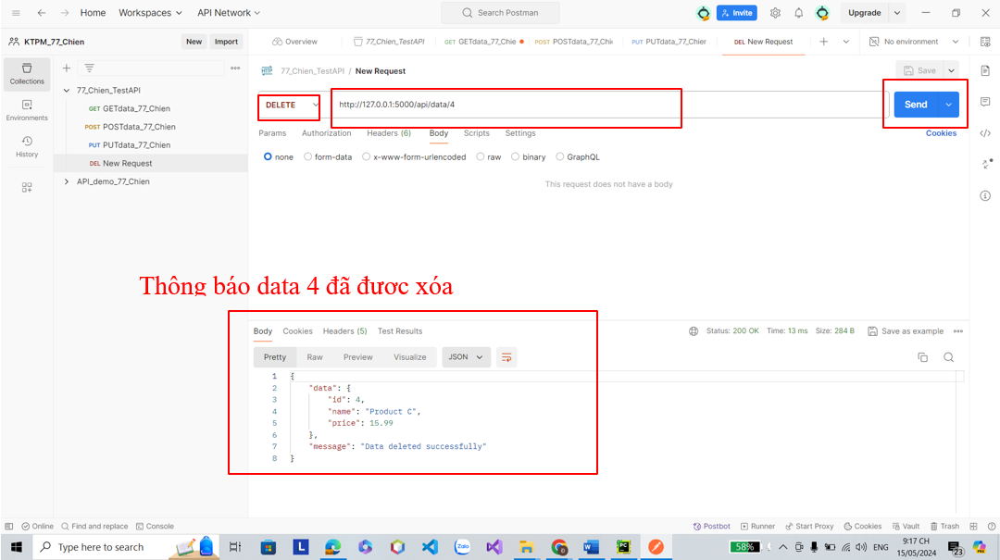 Home Workspaces API Network Search Postman Invite Upgrade
KTPM_77_Chien New Import Overview 77_Chien_TestAPI GET GETdata_77_Chie POST POSTdata_77_Chi PUT PUTdata_77_Chier DEL New Request No environment
Collections
Environments
History
77_Chien_TestAPI
GET GETdata_77_Chien
POST POSTdata_77_Chien
PUT PUTdata_77_Chien
DEL New Request
API_demo_77_Chien
HTTP 77_Chien_TestAPI / New Request Save
DELETE http://127.0.0.1:5000/api/data/4 Send
Params Authorization Headers (6) Body Scripts Settings Cookies
none form-data x-www-form-urlencoded raw binary GraphQL
This request does not have a body
Thông báo data 4 đã được xóa
Body Cookies Headers (5) Test Results Status: 200 OK Time: 13 ms Size: 284 B Save as example
Pretty Raw Preview Visualize JSON
1 {
2 "data": {
3 "id": 4,
4 "name": "Product C",
5 "price": 15.99
6 },
7 "message": "Data deleted successfully"
8 }
Online Find and replace Console Postbot Runner Start Proxy Cookies Vault Trash
Type here to search L Zalo 58% ENG 9:17 CH
15/05/2024 23